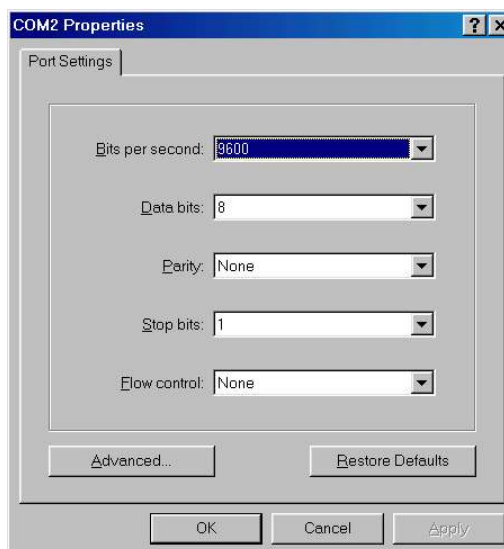 COM2 Properties
Port Settings
Bits per second: 9600
Data bits: 8
Parity: None
Stop bits: 1
Flow control: None
Advanced... Restore Defaults
OK Cancel Apply